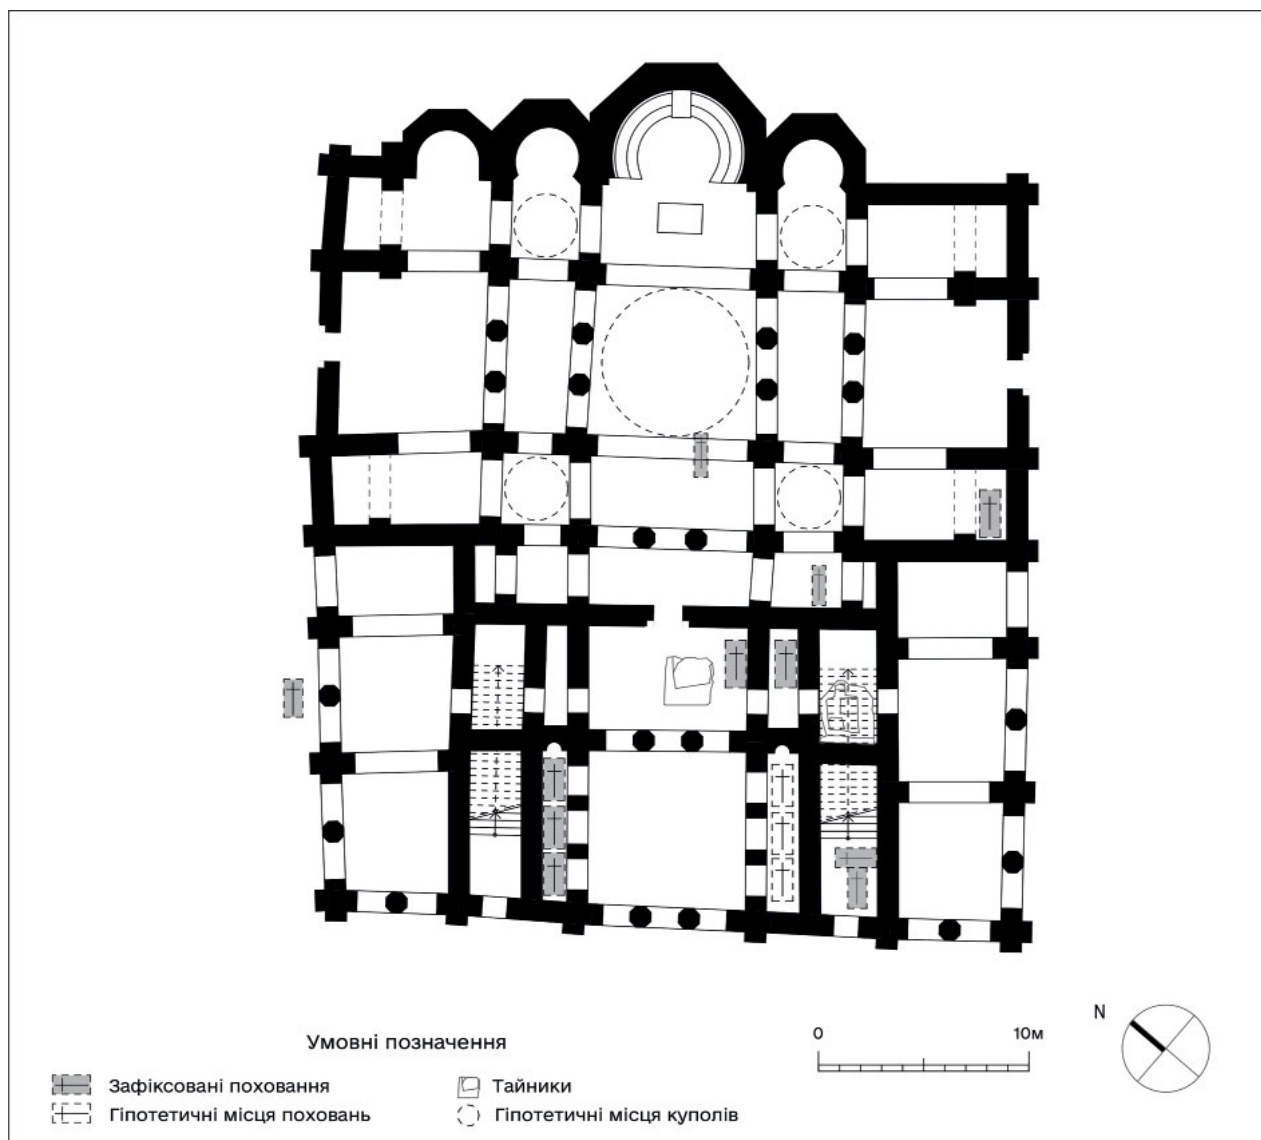 N
0 10м
Умовні позначення
Зафіксовані поховання Тайники
Гіпотетичні місця поховань Гіпотетичні місця куполів